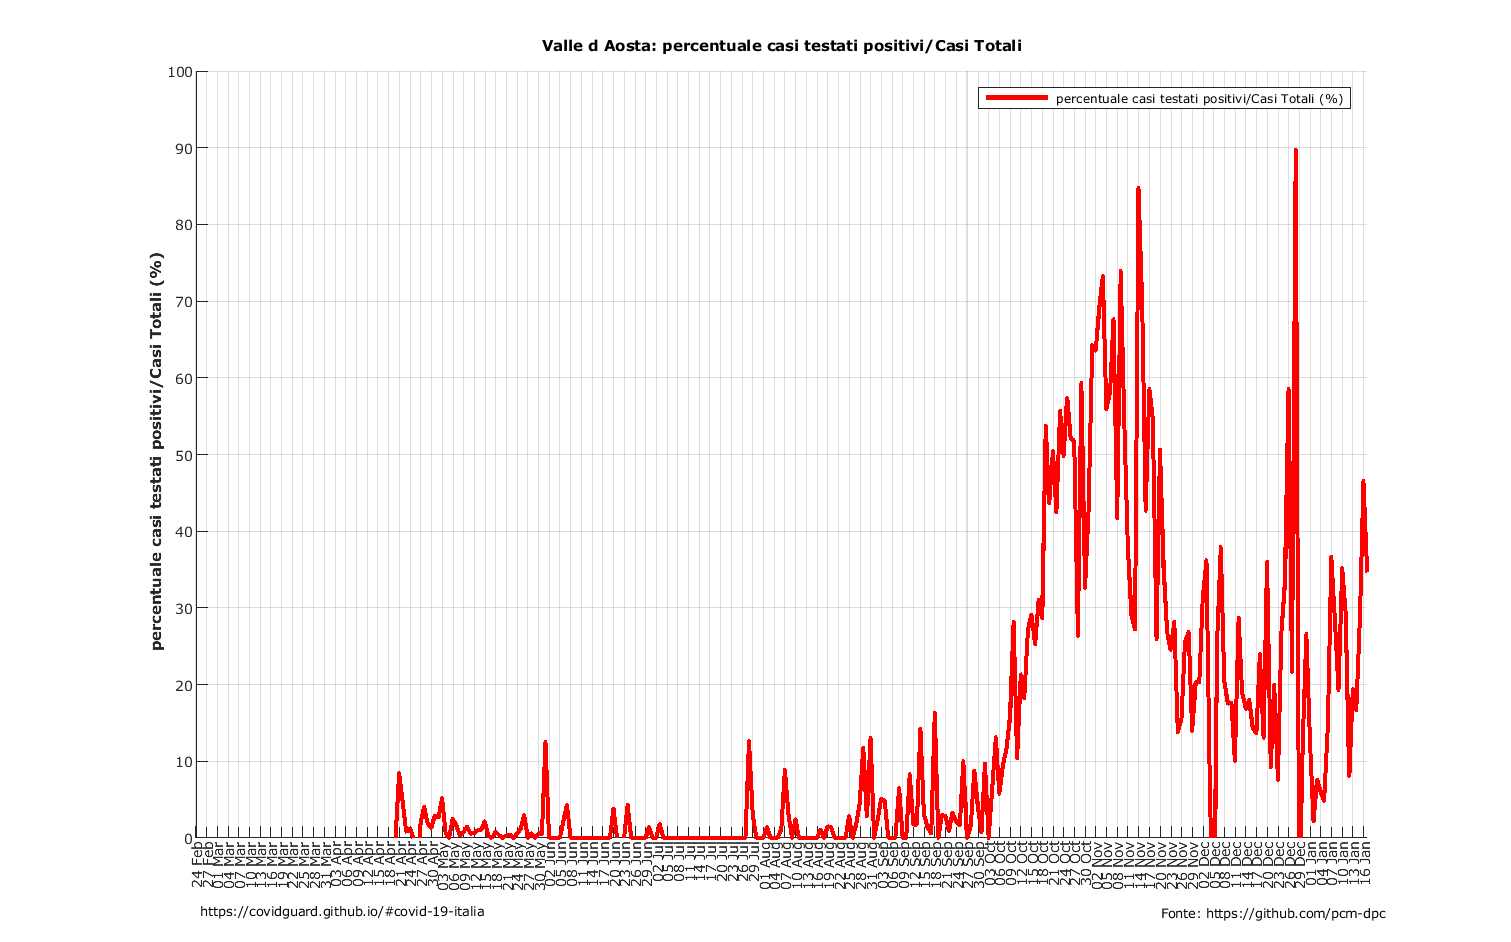 Valle d Aosta: percentuale casi testati positivi/Casi Totali
percentuale casi testati positivi/Casi Totali (%)
percentuale casi testati positivi/Casi Totali (%)
100
90
80
70
60
50
40
30
20
10
0
24 Feb
27 Feb
01 Mar
04 Mar
07 Mar
10 Mar
13 Mar
16 Mar
19 Mar
22 Mar
25 Mar
28 Mar
31 Mar
03 Apr
06 Apr
09 Apr
12 Apr
15 Apr
18 Apr
21 Apr
24 Apr
27 Apr
30 Apr
03 May
06 May
09 May
12 May
15 May
18 May
21 May
24 May
27 May
30 May
02 Jun
05 Jun
08 Jun
11 Jun
14 Jun
17 Jun
20 Jun
23 Jun
26 Jun
29 Jun
02 Jul
05 Jul
08 Jul
11 Jul
14 Jul
17 Jul
20 Jul
23 Jul
26 Jul
29 Jul
01 Aug
04 Aug
07 Aug
10 Aug
13 Aug
16 Aug
19 Aug
22 Aug
25 Aug
28 Aug
31 Aug
03 Sep
06 Sep
09 Sep
12 Sep
15 Sep
18 Sep
21 Sep
24 Sep
27 Sep
30 Sep
03 Oct
06 Oct
09 Oct
12 Oct
15 Oct
18 Oct
21 Oct
24 Oct
27 Oct
30 Oct
02 Nov
05 Nov
08 Nov
11 Nov
14 Nov
17 Nov
20 Nov
23 Nov
26 Nov
29 Nov
02 Dec
05 Dec
08 Dec
11 Dec
14 Dec
17 Dec
20 Dec
23 Dec
26 Dec
29 Dec
01 Jan
04 Jan
07 Jan
10 Jan
13 Jan
16 Jan
https://covidguard.github.io/#covid-19-italia
Fonte: https://github.com/pcm-dpc